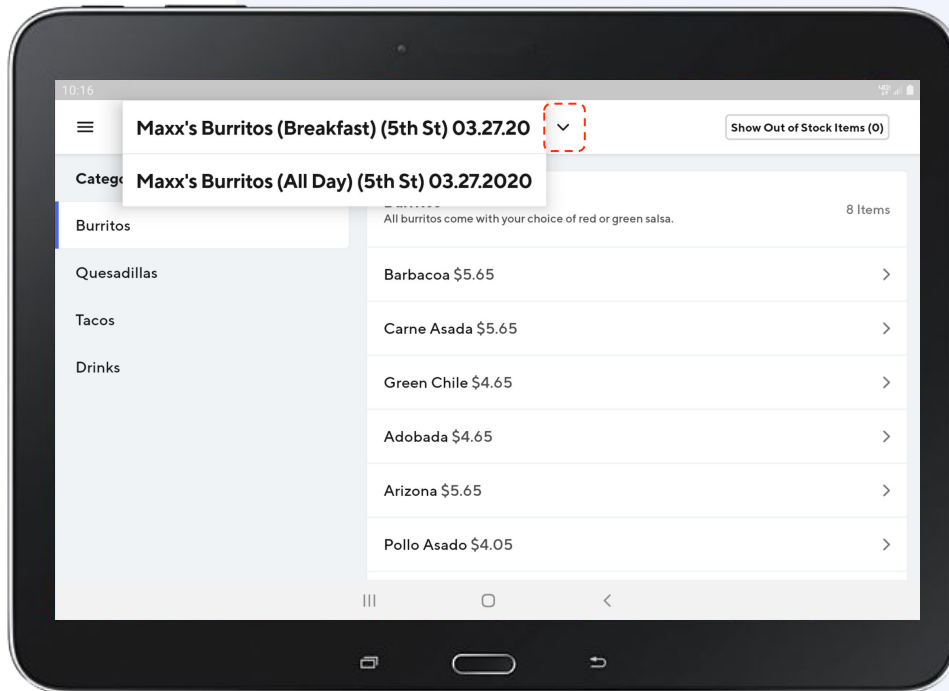 10:16
Maxx's Burritos (Breakfast) (5th St) 03.27.20
Show Out of Stock Items (0)
Maxx's Burritos (All Day) (5th St) 03.27.2020
Categ
8 Items
All burritos come with your choice of red or green salsa.
Burritos
Quesadillas
Tacos
Drinks
Barbacoa $5.65
Carne Asada $5.65
Green Chile $4.65
Adobada $4.65
Arizona $5.65
Pollo Asado $4.05